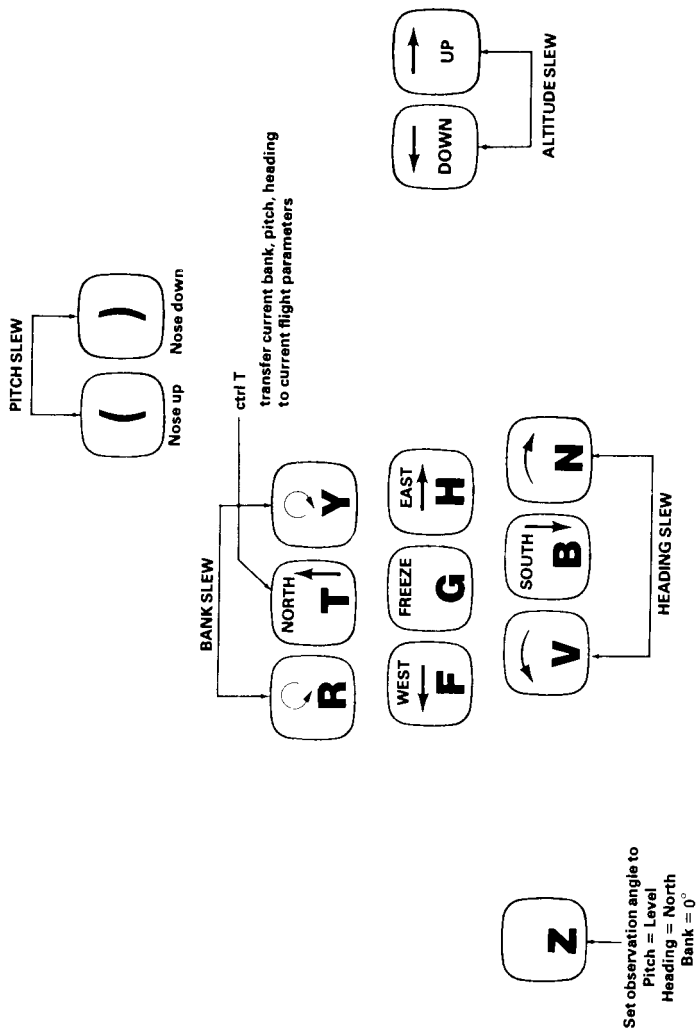 PITCH SLEW
(
)
Nose up
Nose down
ctrl T
transfer current bank, pitch, heading
to current flight parameters
BANK SLEW
R
NORTH
T
Y
WEST
F
FREEZE
G
EAST
H
V
SOUTH
B
N
HEADING SLEW
DOWN
UP
ALTITUDE SLEW
Z
Set observation angle to
Pitch = Level
Heading = North
Bank = 0°